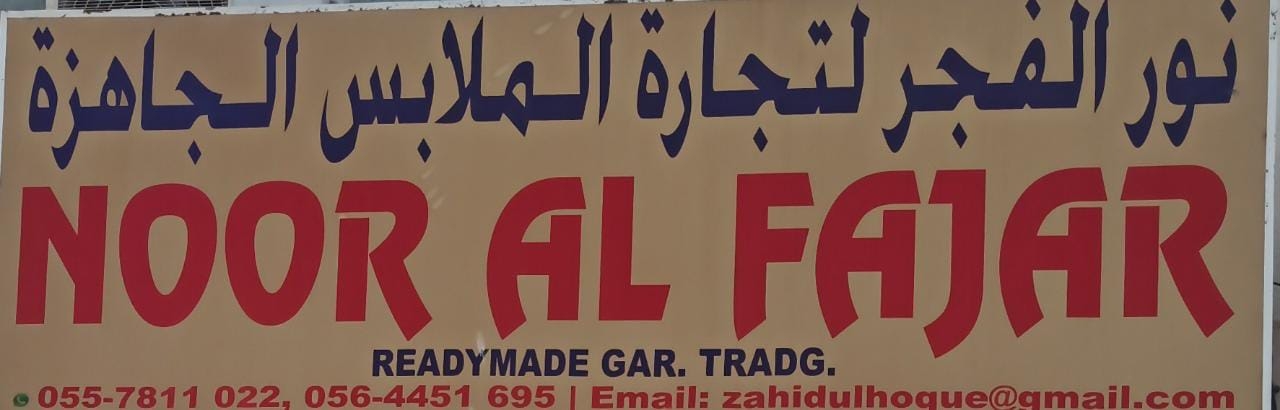 نور الفجر لتجارة الملابس الجاهزة
NOOR AL FAJAR
READYMADE GAR. TRADG.
055-7811 022, 056-4451 695 | Email: zahidulhoque@gmail.com